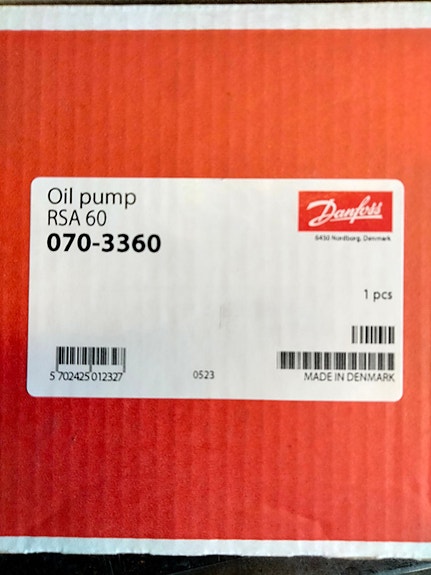 Oil pump
RSA 60
070-3360
Danfoss
6430 Nordborg, Denmark
1 pcs
5 702425 012327
0523
MADE IN DENMARK